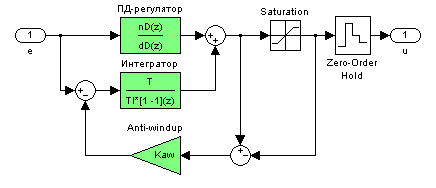 ПД-регулятор
Saturation
1
e
nD(z)
dD(z)
Zero-Order
Hold
1
u
Интегратор
T
TI*[1 -1](z)
Anti-windup
Kaw